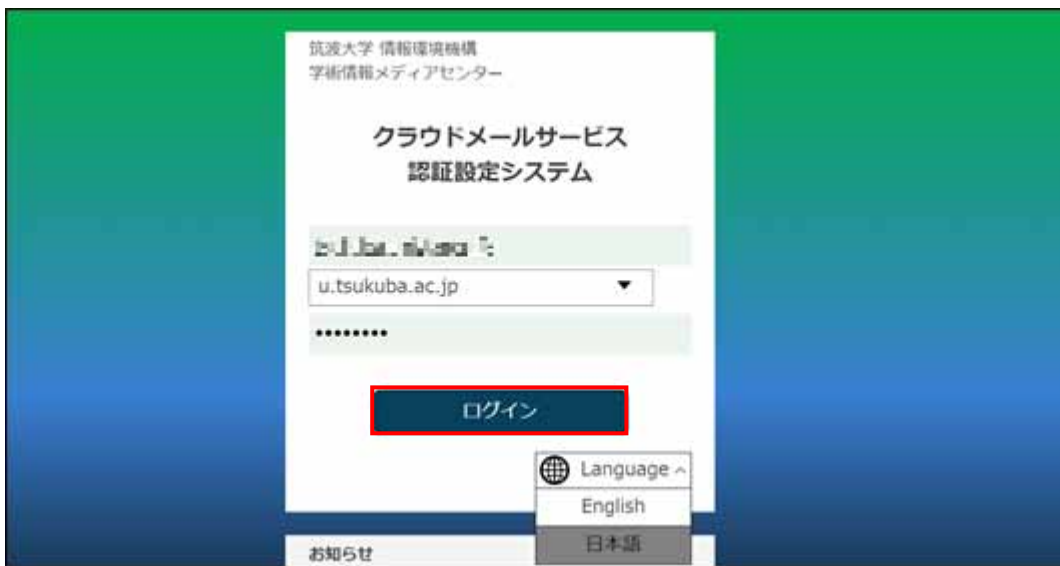 筑波大学 情報環境機構
学術情報メディアセンター
クラウドメールサービス
認証設定システム
u.tsukuba.ac.jp
••••••••
ログイン
Language
English
日本語
お知らせ